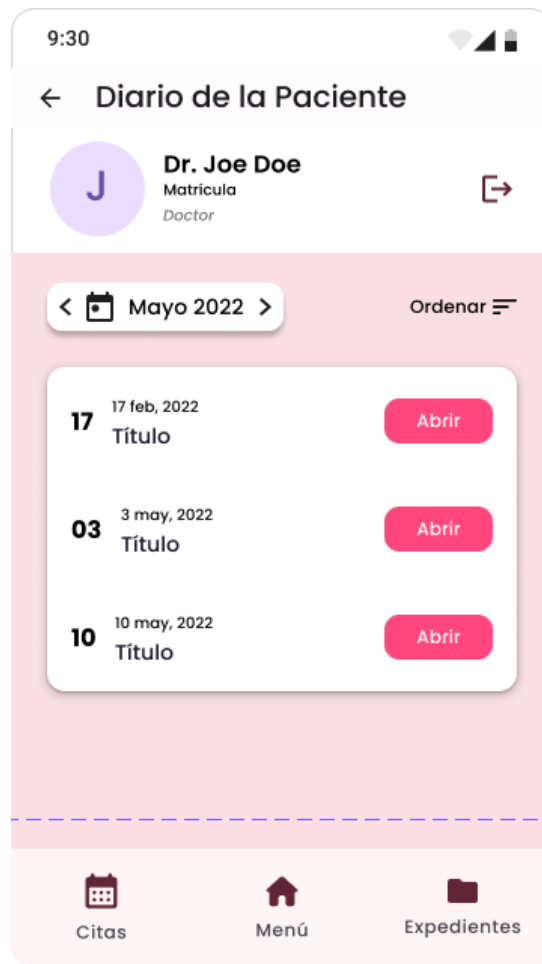 9:30
Diario de la Paciente
J
Dr. Joe Doe
Matrícula
Doctor
Mayo 2022
Ordenar
17
17 feb, 2022
Título
Abrir
03
3 may, 2022
Título
Abrir
10
10 may, 2022
Título
Abrir
Citas
Menú
Expedientes